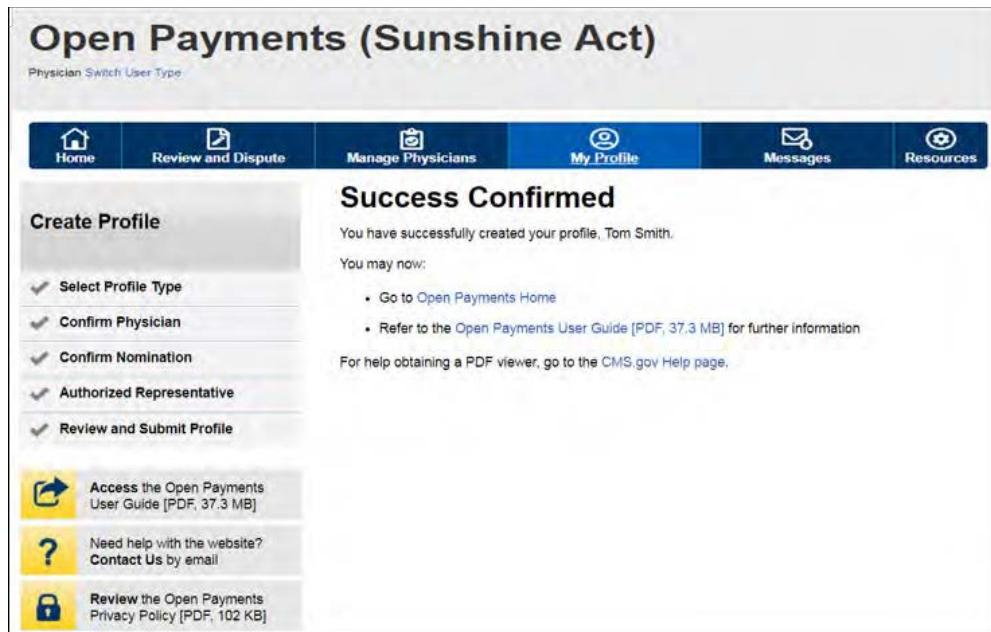 Open Payments (Sunshine Act)
Physician Switch User Type
Home
Review and Dispute
Manage Physicians
My Profile
Messages
Resources
Create Profile
Select Profile Type
Confirm Physician
Confirm Nomination
Authorized Representative
Review and Submit Profile
Access the Open Payments
User Guide [PDF, 37.3 MB]
Need help with the website?
Contact Us by email
Review the Open Payments
Privacy Policy [PDF, 102 KB]
Success Confirmed
You have successfully created your profile, Tom Smith.
You may now:
• Go to Open Payments Home
• Refer to the Open Payments User Guide [PDF, 37.3 MB] for further information
For help obtaining a PDF viewer, go to the CMS.gov Help page.